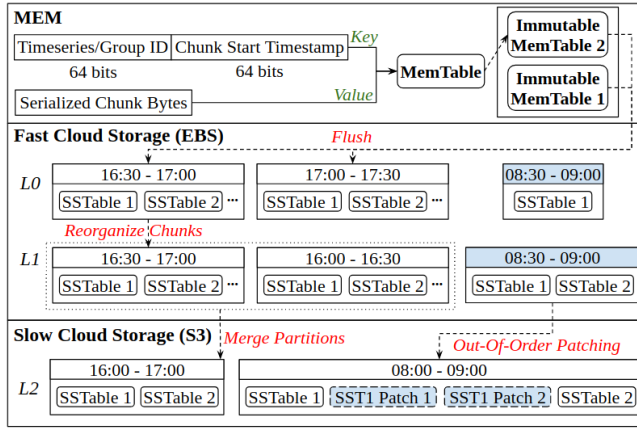 MEM
Timeseries/Group ID Chunk Start Timestamp Key
64 bits 64 bits
Serialized Chunk Bytes Value
MemTable
Immutable
MemTable 2
Immutable
MemTable 1
Fast Cloud Storage (EBS) Flush
L0
16:30 - 17:00 17:00 - 17:30 08:30 - 09:00
SSTable 1 SSTable 2 ... SSTable 1 SSTable 2 ... SSTable 1
Reorganize Chunks
L1
16:30 - 17:00 16:00 - 16:30 08:30 - 09:00
SSTable 1 SSTable 2 ... SSTable 1 SSTable 2 ... SSTable 1 SSTable 2
Slow Cloud Storage (S3) Merge Partitions Out-Of-Order Patching
L2
16:00 - 17:00 08:00 - 09:00
SSTable 1 SSTable 2 SSTable 1 SST1 Patch 1 SST1 Patch 2 SSTable 2